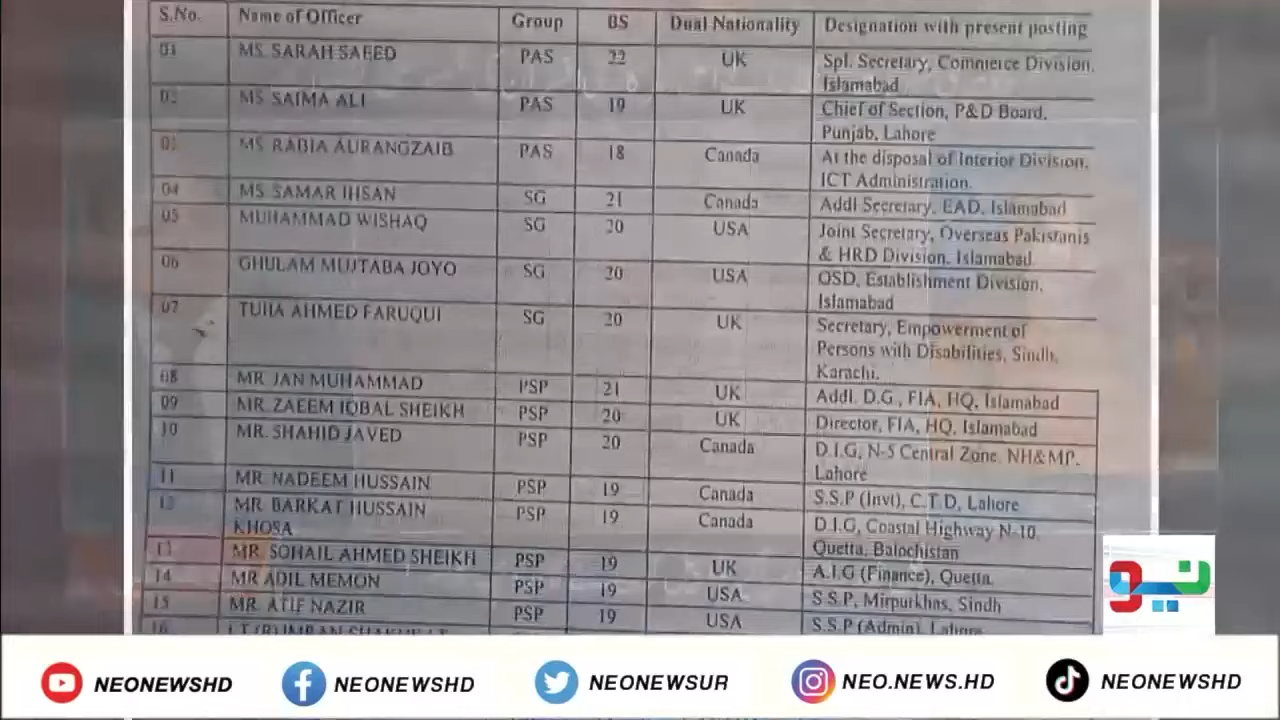 S.No. Name of Officer Group BS Dual Nationality Designation with present posting
01 MS. SARAH SAEED PAS 22 UK Spl. Secretary, Commerce Division,
Islamabad
02 MS SAIMA ALI PAS 19 UK Chief of Section, P&D Board,
Punjab, Lahore
03 MS RABIA AURANGZAIB PAS 18 Canada At the disposal of Interior Division,
ICT Administration.
04 MS SAMAR IHSAN SG 21 Canada Addl Secretary, EAD, Islamabad
05 MUHAMMAD WISHAQ SG 20 USA Joint Secretary, Overseas Pakistanis
& HRD Division, Islamabad
06 GHULAM MUJTABA JOYO SG 20 USA OSD, Establishment Division,
Islamabad
07 TUHA AHMED FARUQUI SG 20 UK Secretary, Empowerment of
Persons with Disabilities, Sindh,
Karachi.
08 MR. JAN MUHAMMAD PSP 21 UK Addl. D.G., FIA, HQ, Islamabad
09 MR. ZAEEM IQBAL SHEIKH PSP 20 UK Director, FIA, HQ, Islamabad
10 MR. SHAHID JAVED PSP 20 Canada D.I.G, N-5 Central Zone, NH&MP,
Lahore
11 MR. NADEEM HUSSAIN PSP 19 Canada S.S.P (Invt), C.T.D, Lahore
12 MR. BARKAT HUSSAIN PSP 19 Canada D.I.G, Coastal Highway N-10,
KHOSA Quetta, Balochistan
13 MR. SOHAIL AHMED SHEIKH PSP 19 UK A.I.G (Finance), Quetta.
14 MR ADIL MEMON PSP 19 USA S.S.P, Mirpurkhas, Sindh
15 MR. ATIF NAZIR PSP 19 USA S.S.P (Admin), Lahore
16
نیو
NEONEWSHD NEONEWSHD NEONEWSUR NEO.NEWS.HD NEONEWSHD